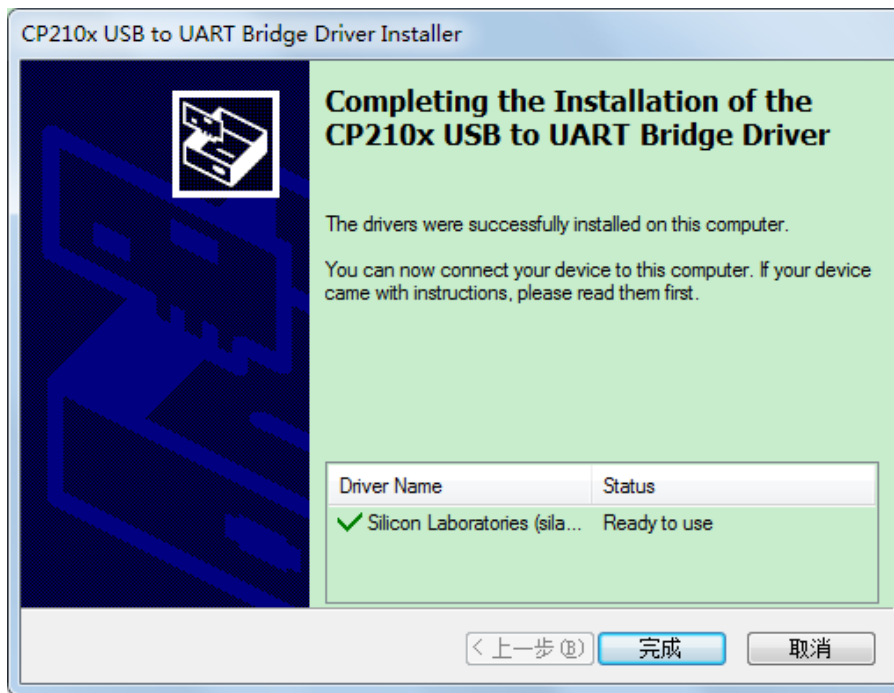 CP210x USB to UART Bridge Driver Installer
Completing the Installation of the
CP210x USB to UART Bridge Driver
The drivers were successfully installed on this computer.
You can now connect your device to this computer. If your device
came with instructions, please read them first.
Driver Name Status
Silicon Laboratories (sila... Ready to use
< 上一步(B) 完成 取消